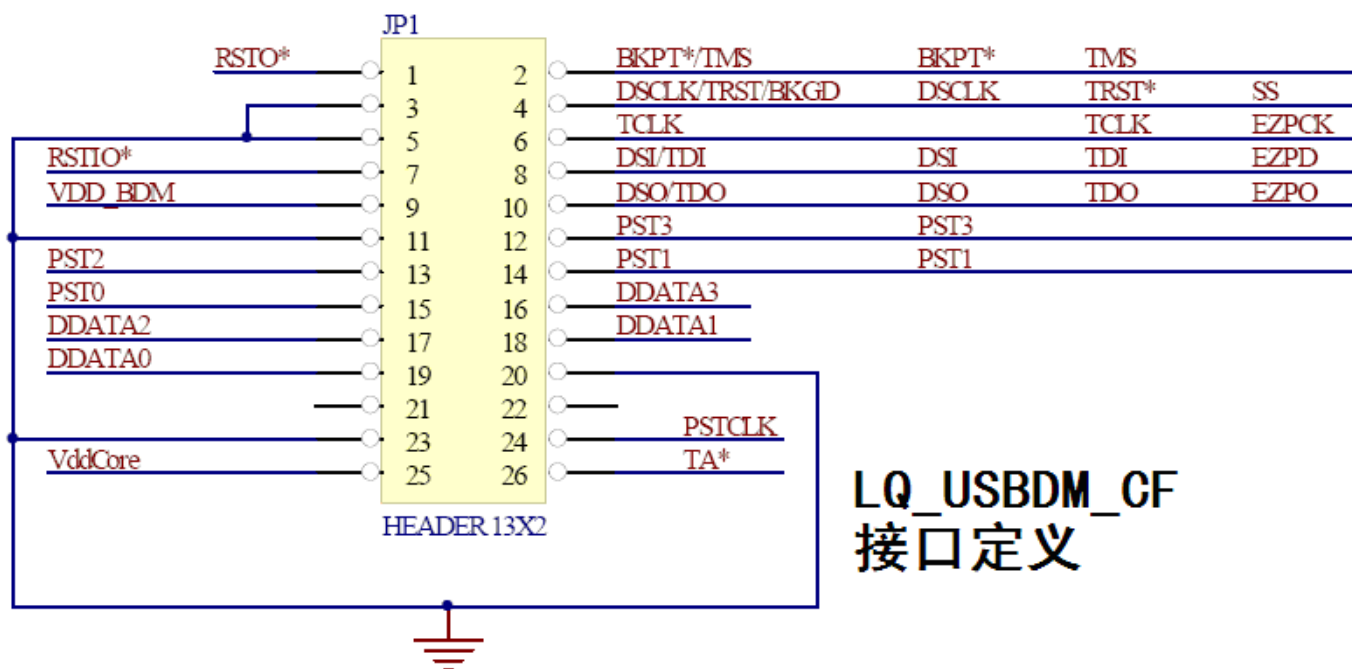 JP1
RSTO* 1 2 BKPT*/TMS BKPT* TMS
3 4 DSCLK/TRST/BKGD DSCLK TRST* SS
5 6 TCLK TCLK EZPCK
RSTIO* 7 8 DSI/TDI DSI TDI EZPD
VDD_BDM 9 10 DSO/TDO DSO TDO EZPO
11 12 PST3 PST3
PST2 13 14 PST1 PST1
PST0 15 16 DDATA3
DDATA2 17 18 DDATA1
DDATA0 19 20
21 22
23 24 PSTCLK
VddCore 25 26 TA*
HEADER 13X2
LQ_USBDM_CF
接口定义